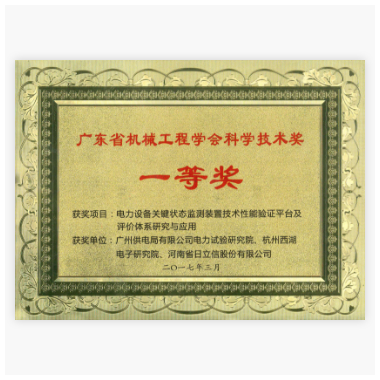 广东省机械工程学会科学技术奖
一等奖
获奖项目：电力设备关键状态监测装置技术性能验证平台及
评价体系研究与应用
获奖单位：广州供电局有限公司电力试验研究院、杭州西湖
电子研究院、河南省日立信股份有限公司
二〇一七年三月